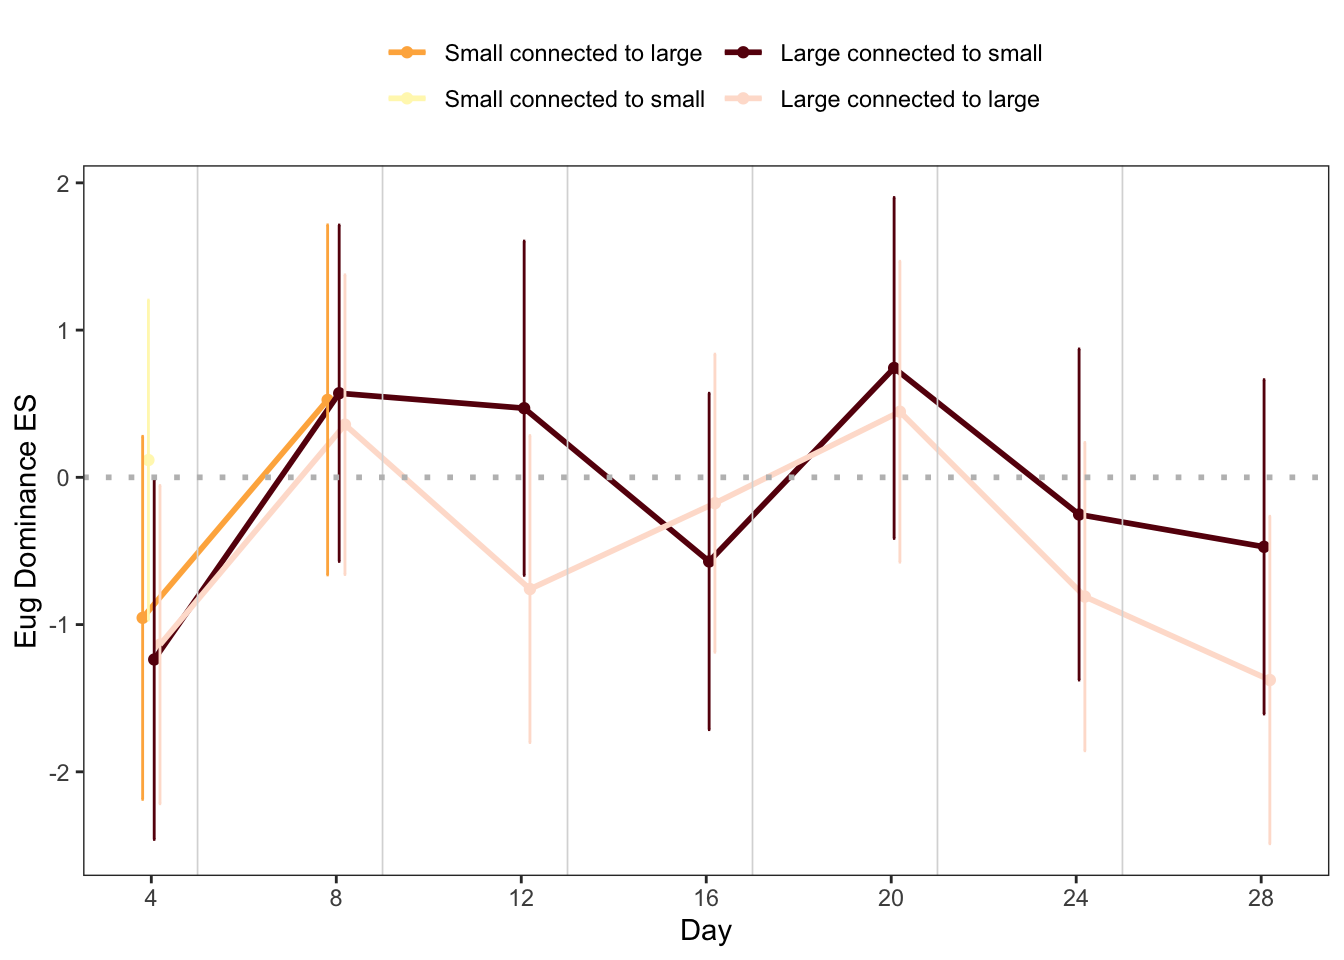 Small connected to large Large connected to small
Small connected to small Large connected to large
2
1
0
-1
-2
Eug Dominance ES
4 8 12 16 20 24 28
Day